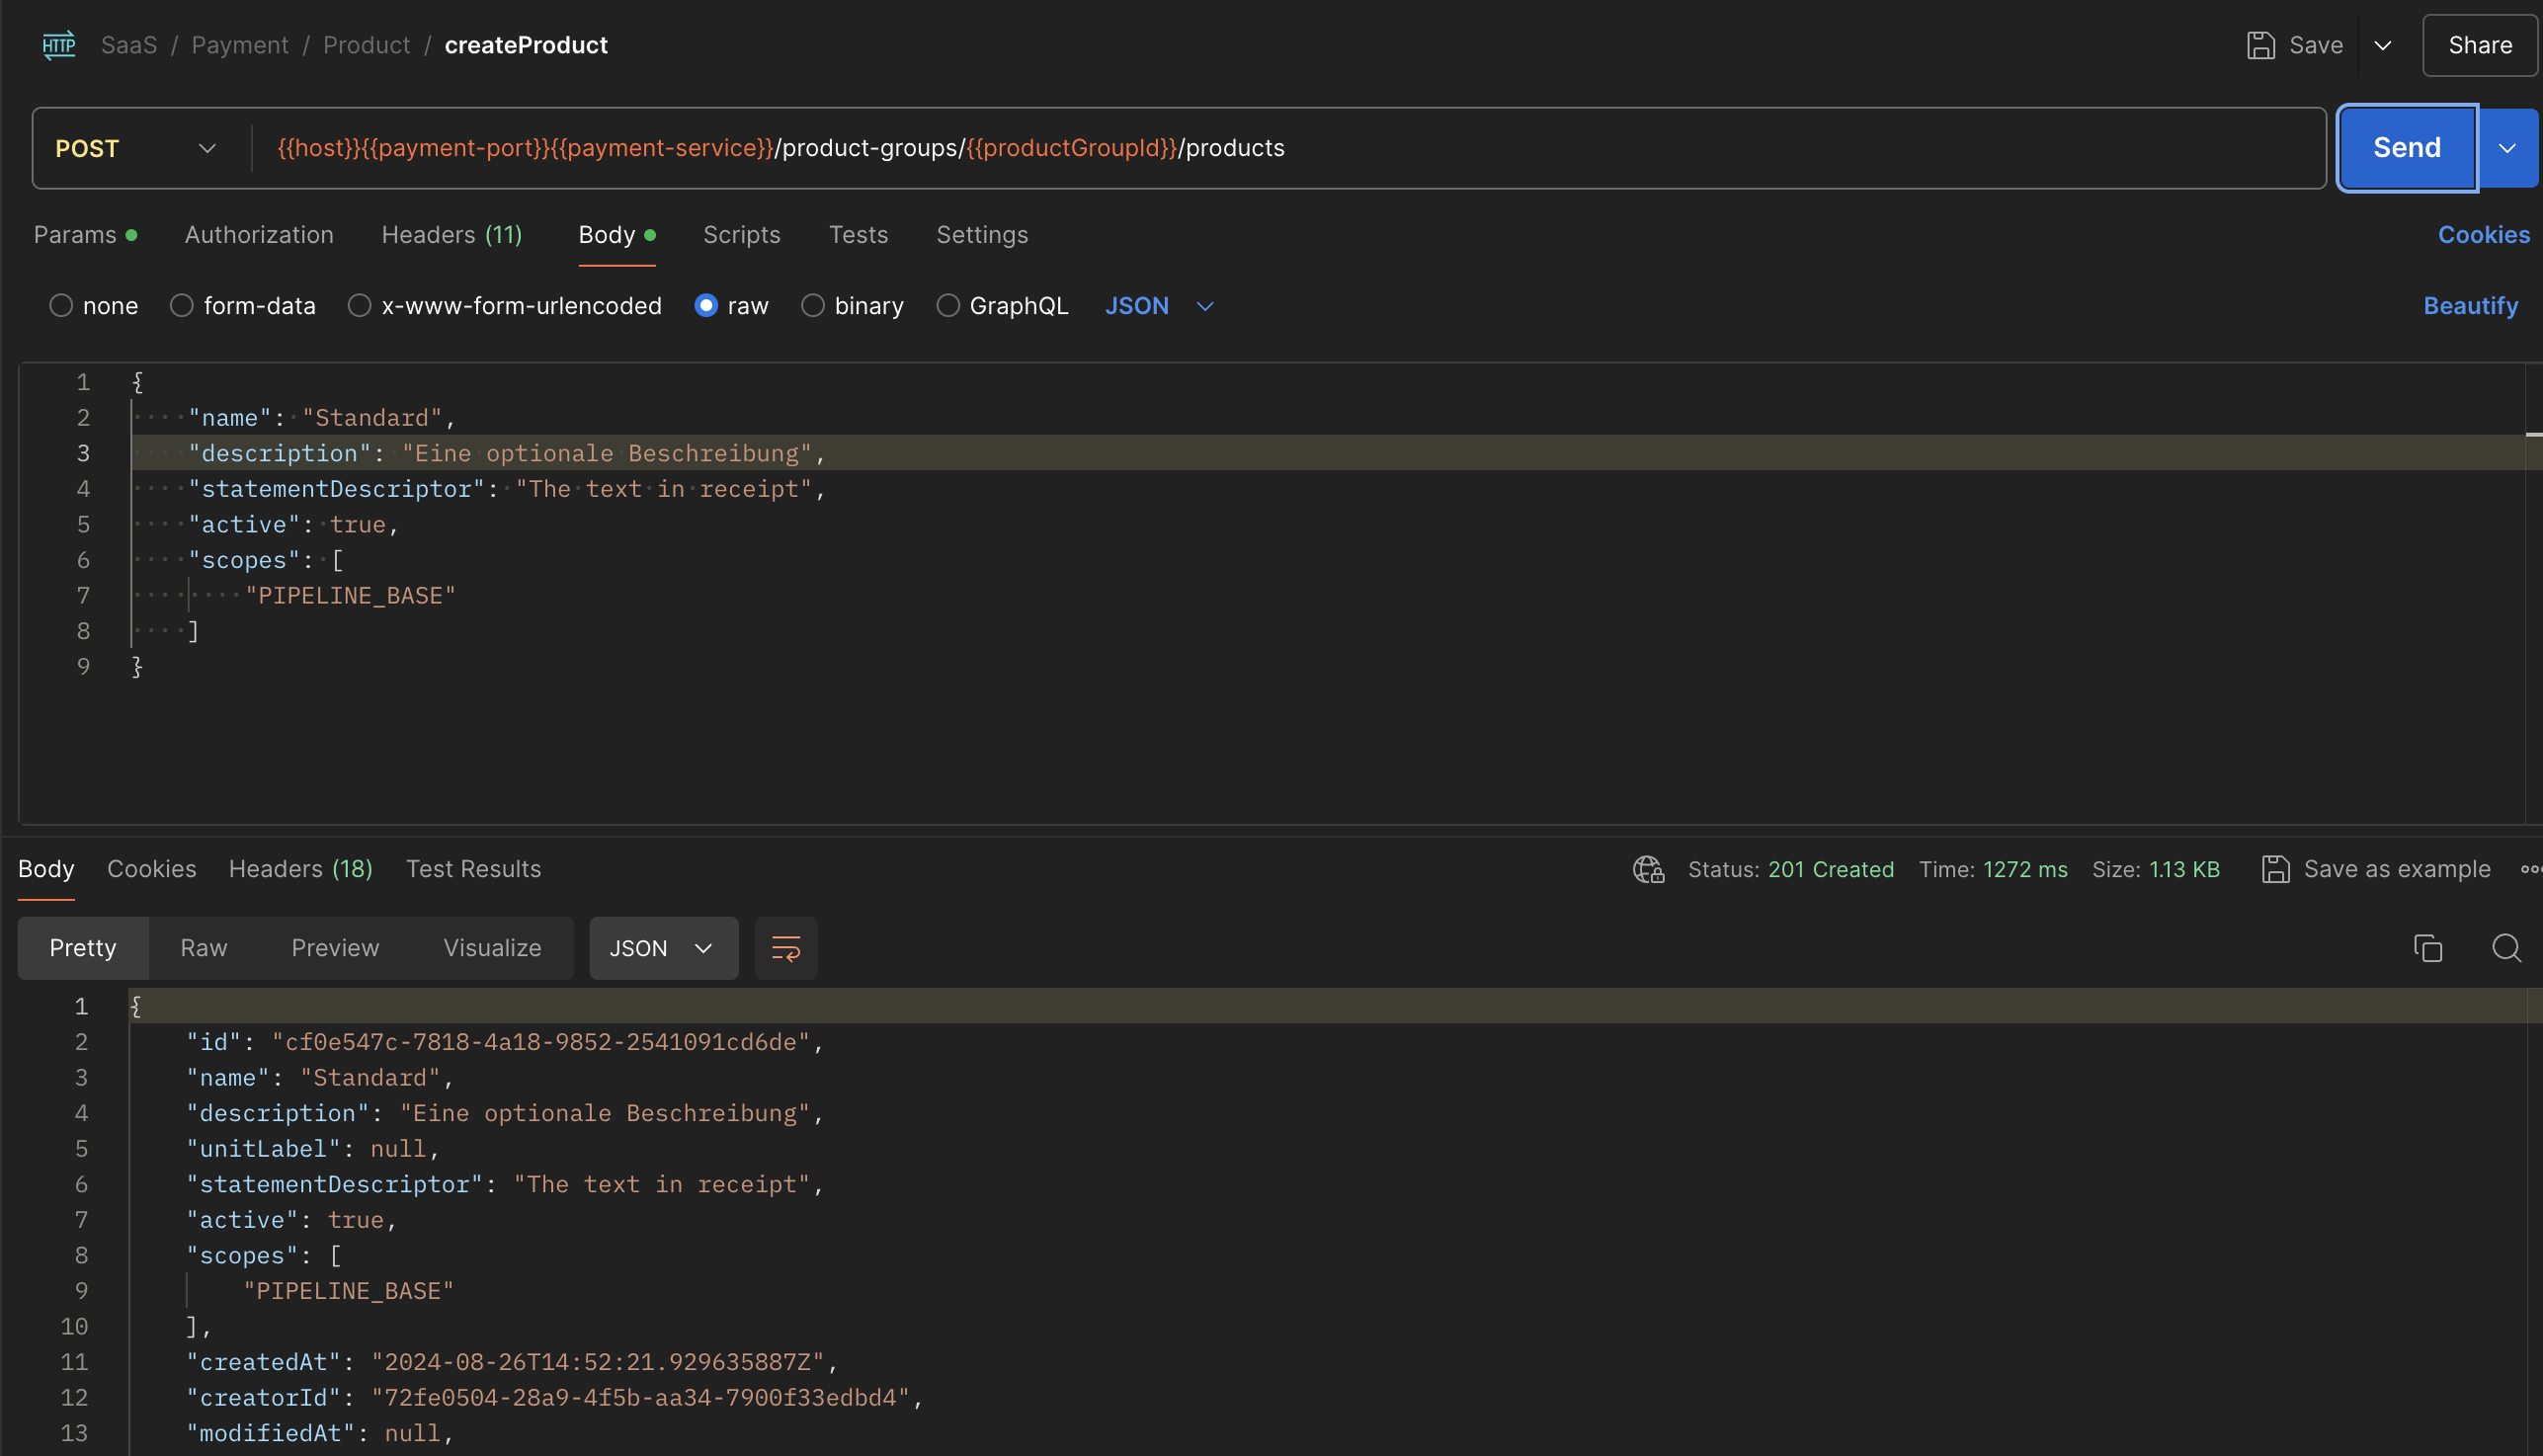 HTTP SaaS / Payment / Product / createProduct Save Share
POST {{host}}{{payment-port}}{{payment-service}}/product-groups/{{productGroupId}}/products Send
Params Authorization Headers (11) Body Scripts Tests Settings Cookies
none form-data x-www-form-urlencoded raw binary GraphQL JSON Beautify
1 {
2 "name": "Standard",
3 "description": "Eine optionale Beschreibung",
4 "statementDescriptor": "The text in receipt",
5 "active": true,
6 "scopes": [
7 "PIPELINE_BASE"
8 ]
9 }
Body Cookies Headers (18) Test Results Status: 201 Created Time: 1272 ms Size: 1.13 KB Save as example
Pretty Raw Preview Visualize JSON
1 {
2 "id": "cf0e547c-7818-4a18-9852-2541091cd6de",
3 "name": "Standard",
4 "description": "Eine optionale Beschreibung",
5 "unitLabel": null,
6 "statementDescriptor": "The text in receipt",
7 "active": true,
8 "scopes": [
9 "PIPELINE_BASE"
10 ],
11 "createdAt": "2024-08-26T14:52:21.929635887Z",
12 "creatorId": "72fe0504-28a9-4f5b-aa34-7900f33edbd4",
13 "modifiedAt": null,